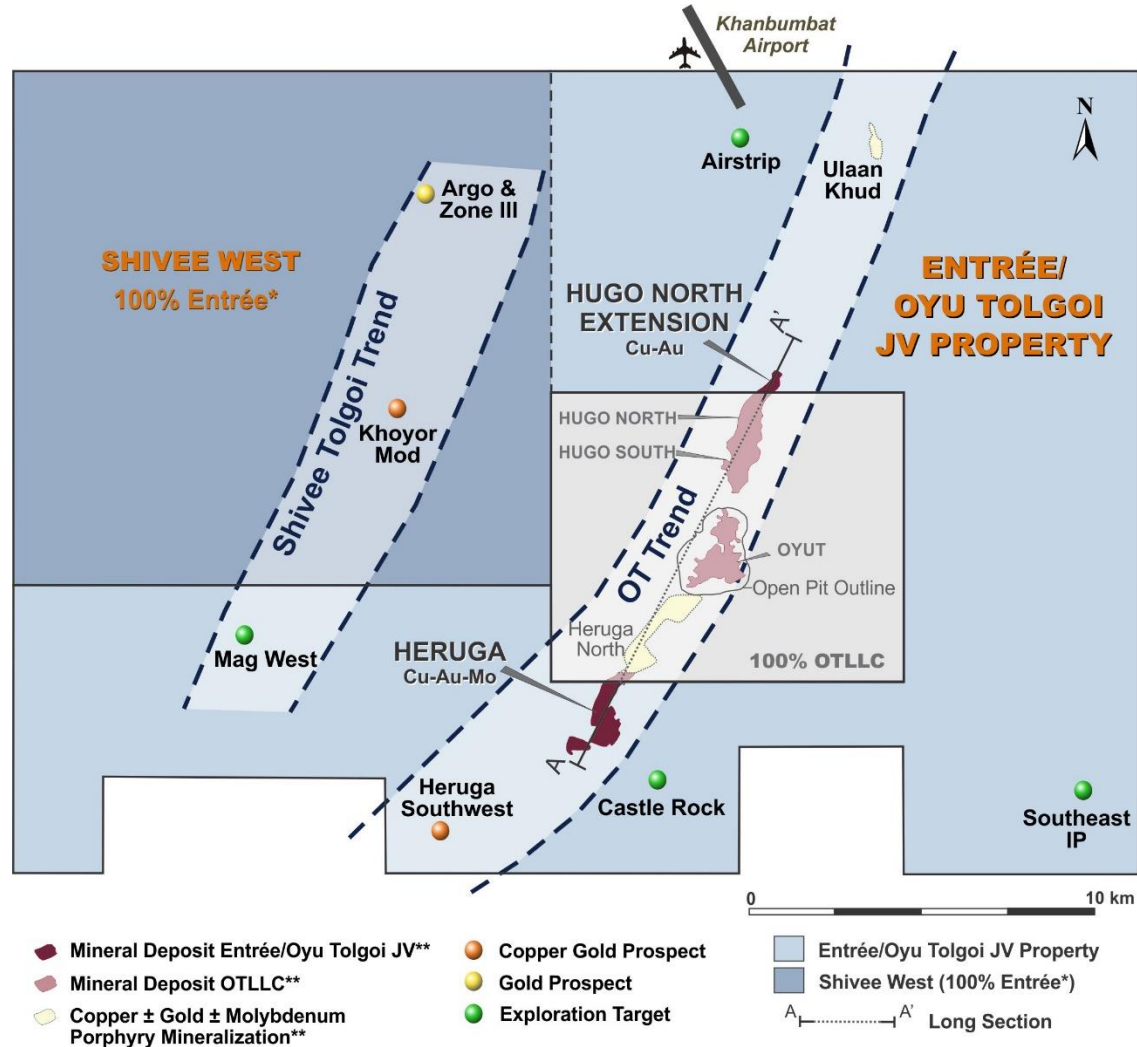 Khanbumbat
Airport
N
Airstrip
Ulaan
Khud
Argo &
Zone III
SHIVEE WEST
100% Entrée*
ENTRÉE/
OYU TOLGOI
JV PROPERTY
HUGO NORTH
EXTENSION
Cu-Au
A'
Shivee Tolgoi Trend
Khoyor
Mod
HUGO NORTH
HUGO SOUTH
OT Trend
OYUT
Open Pit Outline
Heruga
North
100% OTLLC
Mag West
HERUGA
Cu-Au-Mo
A
Heruga
Southwest
Castle Rock
Southeast
IP
0 10 km
Mineral Deposit Entrée/Oyu Tolgoi JV**
Mineral Deposit OTLLC**
Copper ± Gold ± Molybdenum
Porphyry Mineralization**
Copper Gold Prospect
Gold Prospect
Exploration Target
Entrée/Oyu Tolgoi JV Property
Shivee West (100% Entrée*)
A A' Long Section